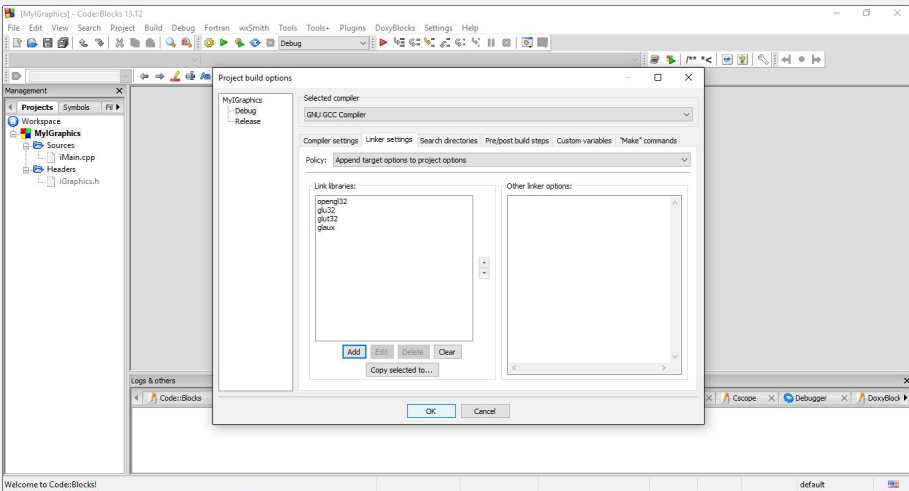 [MyIGraphics] - Code::Blocks 13.12
File Edit View Search Project Build Debug Fortran wxSmith Tools Tools+ Plugins DoxyBlocks Settings Help
Debug
/** *<
Management
Projects Symbols Fil
Workspace
MyIGraphics
Sources
iMain.cpp
Headers
iGraphics.h
Project build options
MyIGraphics
Debug
Release
Selected compiler
GNU GCC Compiler
Compiler settings Linker settings Search directories Pre/post build steps Custom variables "Make" commands
Policy: Append target options to project options
Link libraries:
opengl32
glu32
glut32
glaux
Add Edit Delete Clear
Copy selected to...
Other linker options:
OK Cancel
Logs & others
Code::Blocks Cscope Debugger DoxyBlock
Welcome to Code::Blocks! default